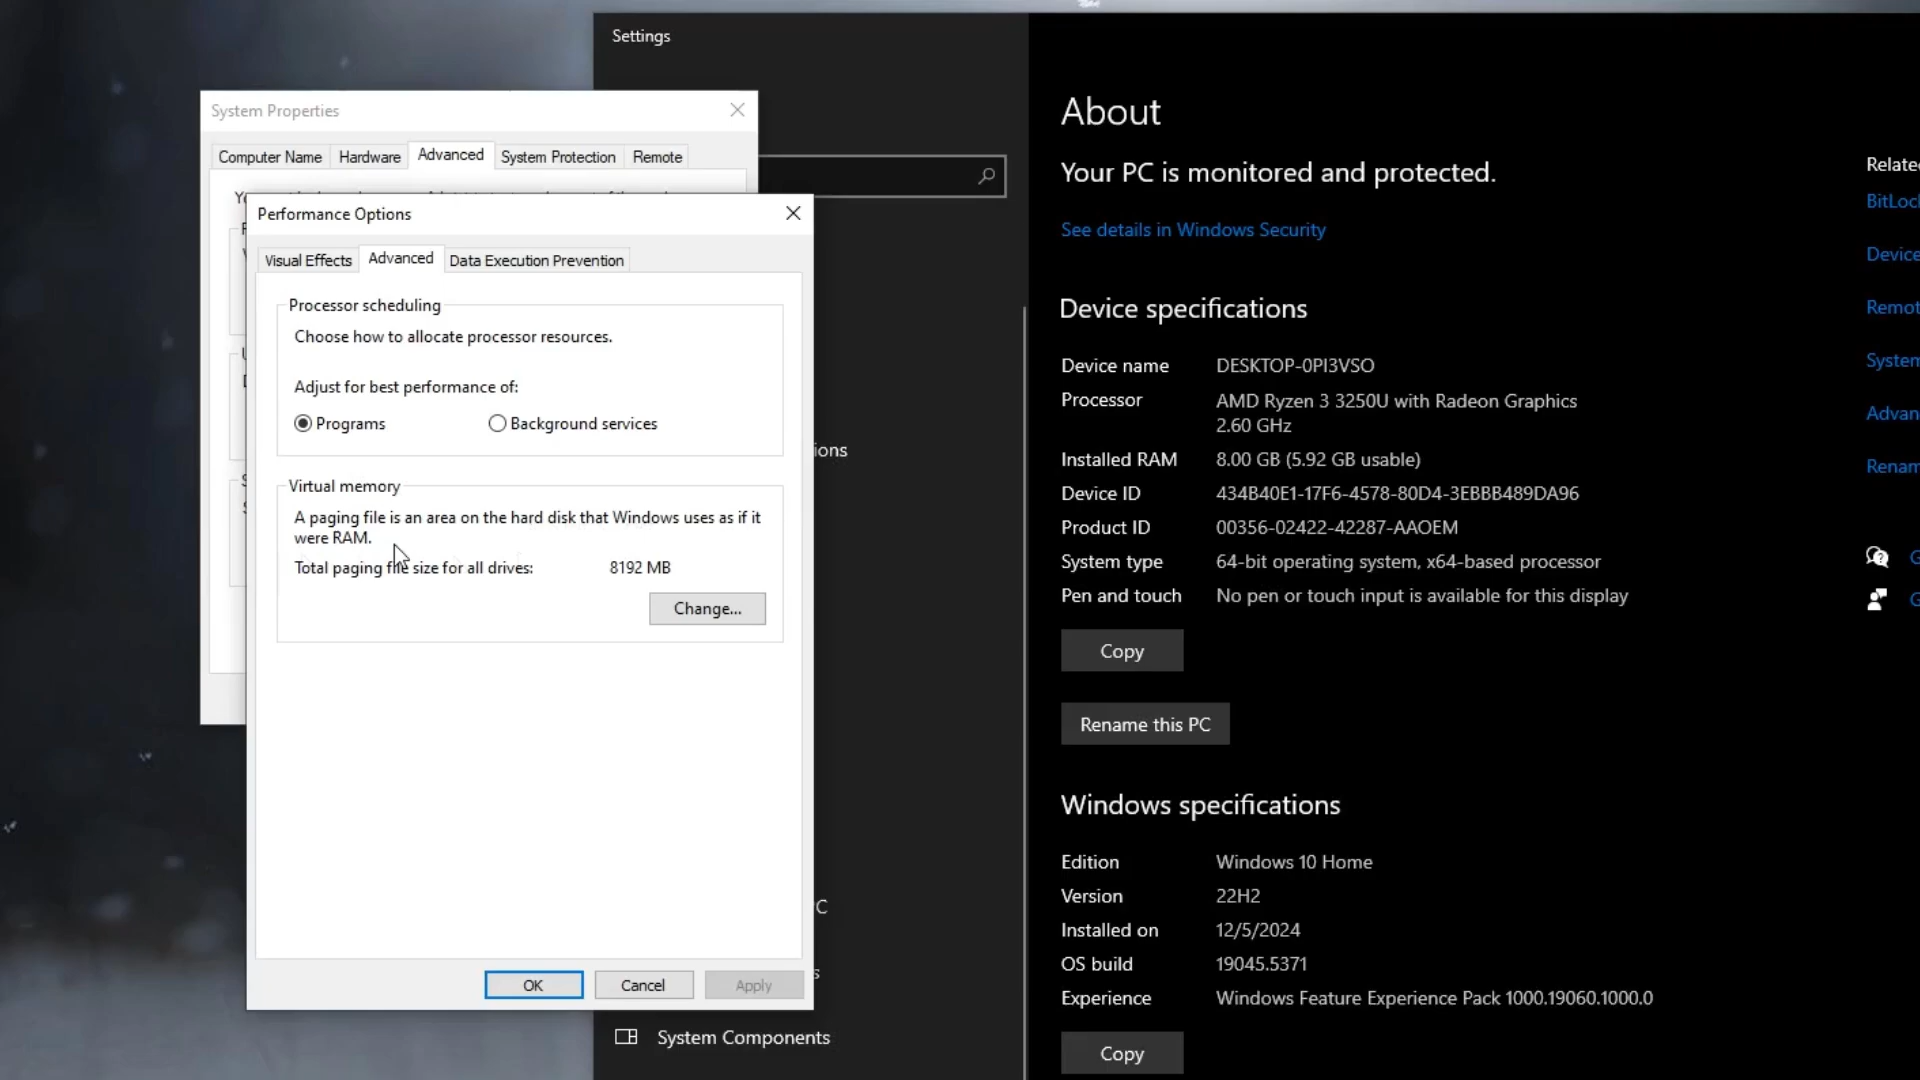 Settings
System Properties
Computer Name
Hardware
Advanced
System Protection
Remote
Performance Options
Visual Effects
Advanced
Data Execution Prevention
Processor scheduling
Choose how to allocate processor resources.
Adjust for best performance of:
Programs
Background services
Virtual memory
A paging file is an area on the hard disk that Windows uses as if it
were RAM.
Total paging file size for all drives: 8192 MB
Change...
OK
Cancel
Apply
ions
System Components
About
Your PC is monitored and protected.
See details in Windows Security
Device specifications
Device name DESKTOP-0PI3VSO
Processor AMD Ryzen 3 3250U with Radeon Graphics
2.60 GHz
Installed RAM 8.00 GB (5.92 GB usable)
Device ID 434B40E1-17F6-4578-80D4-3EBBB489DA96
Product ID 00356-02422-42287-AAOEM
System type 64-bit operating system, x64-based processor
Pen and touch No pen or touch input is available for this display
Copy
Rename this PC
Windows specifications
Edition Windows 10 Home
Version 22H2
Installed on 12/5/2024
OS build 19045.5371
Experience Windows Feature Experience Pack 1000.19060.1000.0
Copy
Relate
BitLoc
Device
Remot
System
Advan
Renam